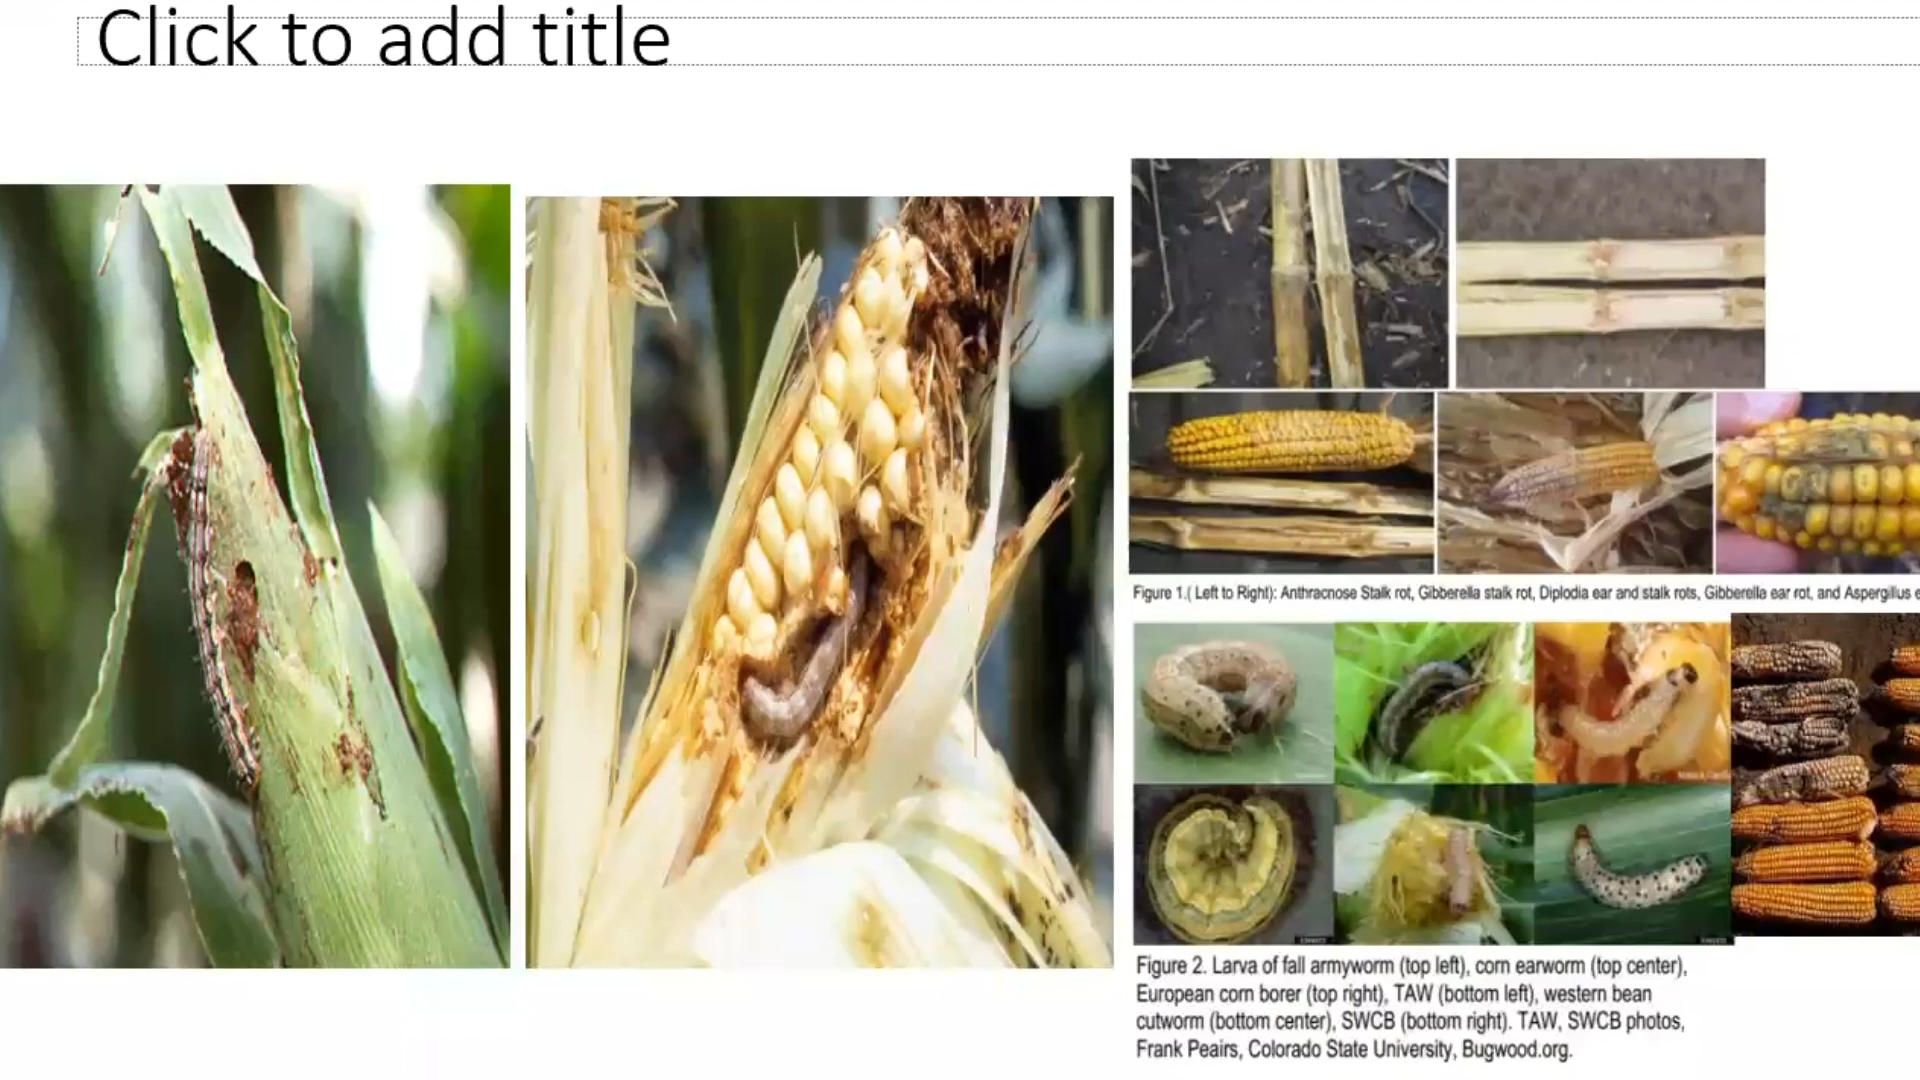 Click to add title
Figure 1.( Left to Right): Anthracnose Stalk rot, Gibberella stalk rot, Diplodia ear and stalk rots, Gibberella ear rot, and Aspergillus e
Figure 2. Larva of fall armyworm (top left), corn earworm (top center),
European corn borer (top right), TAW (bottom left), western bean
cutworm (bottom center), SWCB (bottom right). TAW, SWCB photos,
Frank Peairs, Colorado State University, Bugwood.org.